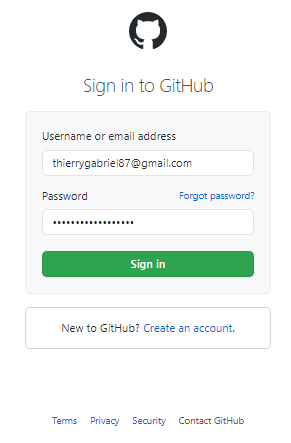 Sign in to GitHub
Username or email address
thierrygabriel87@gmail.com
Password Forgot password?
••••••••••••••••••
Sign in
New to GitHub? Create an account.
Terms Privacy Security Contact GitHub